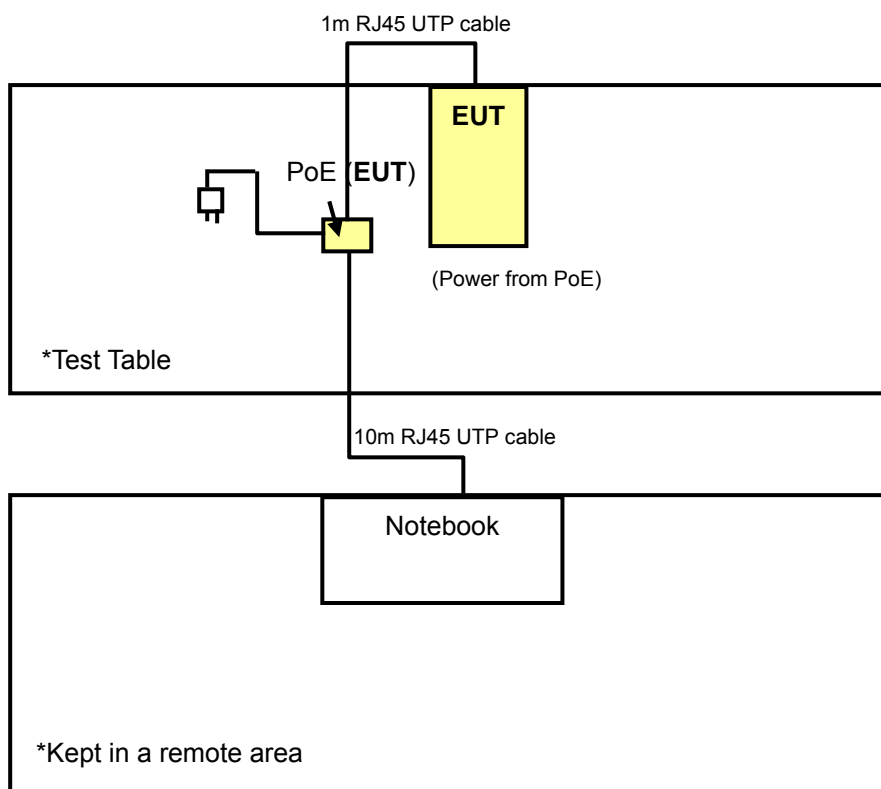 1m RJ45 UTP cable
EUT
PoE (EUT)
(Power from PoE)
*Test Table
10m RJ45 UTP cable
Notebook
*Kept in a remote area